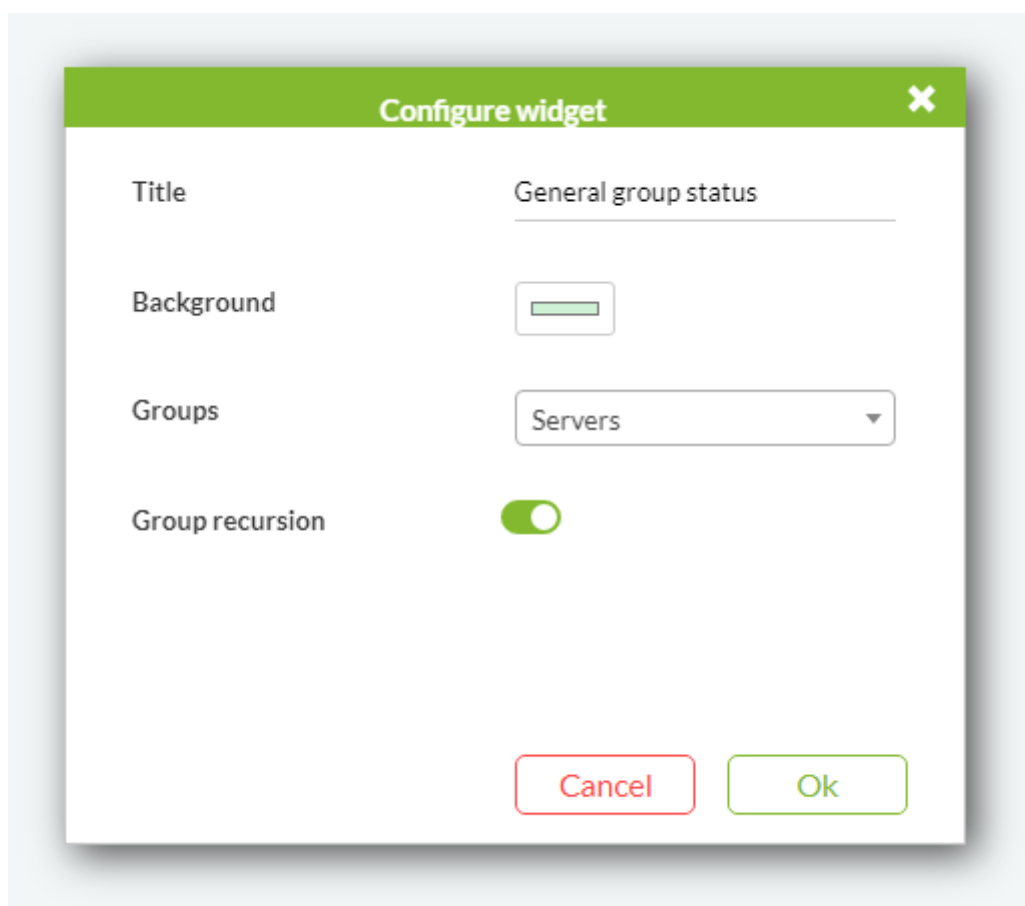 Configure widget
Title
General group status
Background
Groups
Servers
Group recursion
Cancel
Ok